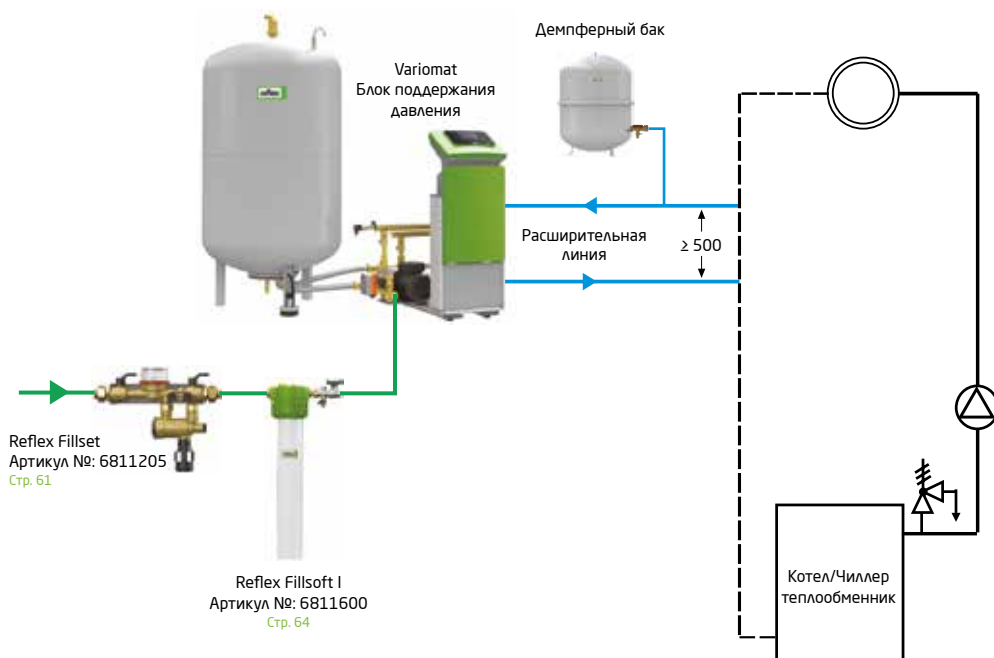 Демпферный бак
Variomat
Блок поддержания
давления
reflex
Расширительная
линия
≥ 500
Reflex Fillset
Артикул №: 6811205
Стр. 61
Reflex Fillsoft I
Артикул №: 6811600
Стр. 64
Котел/Чиллер
теплообменник